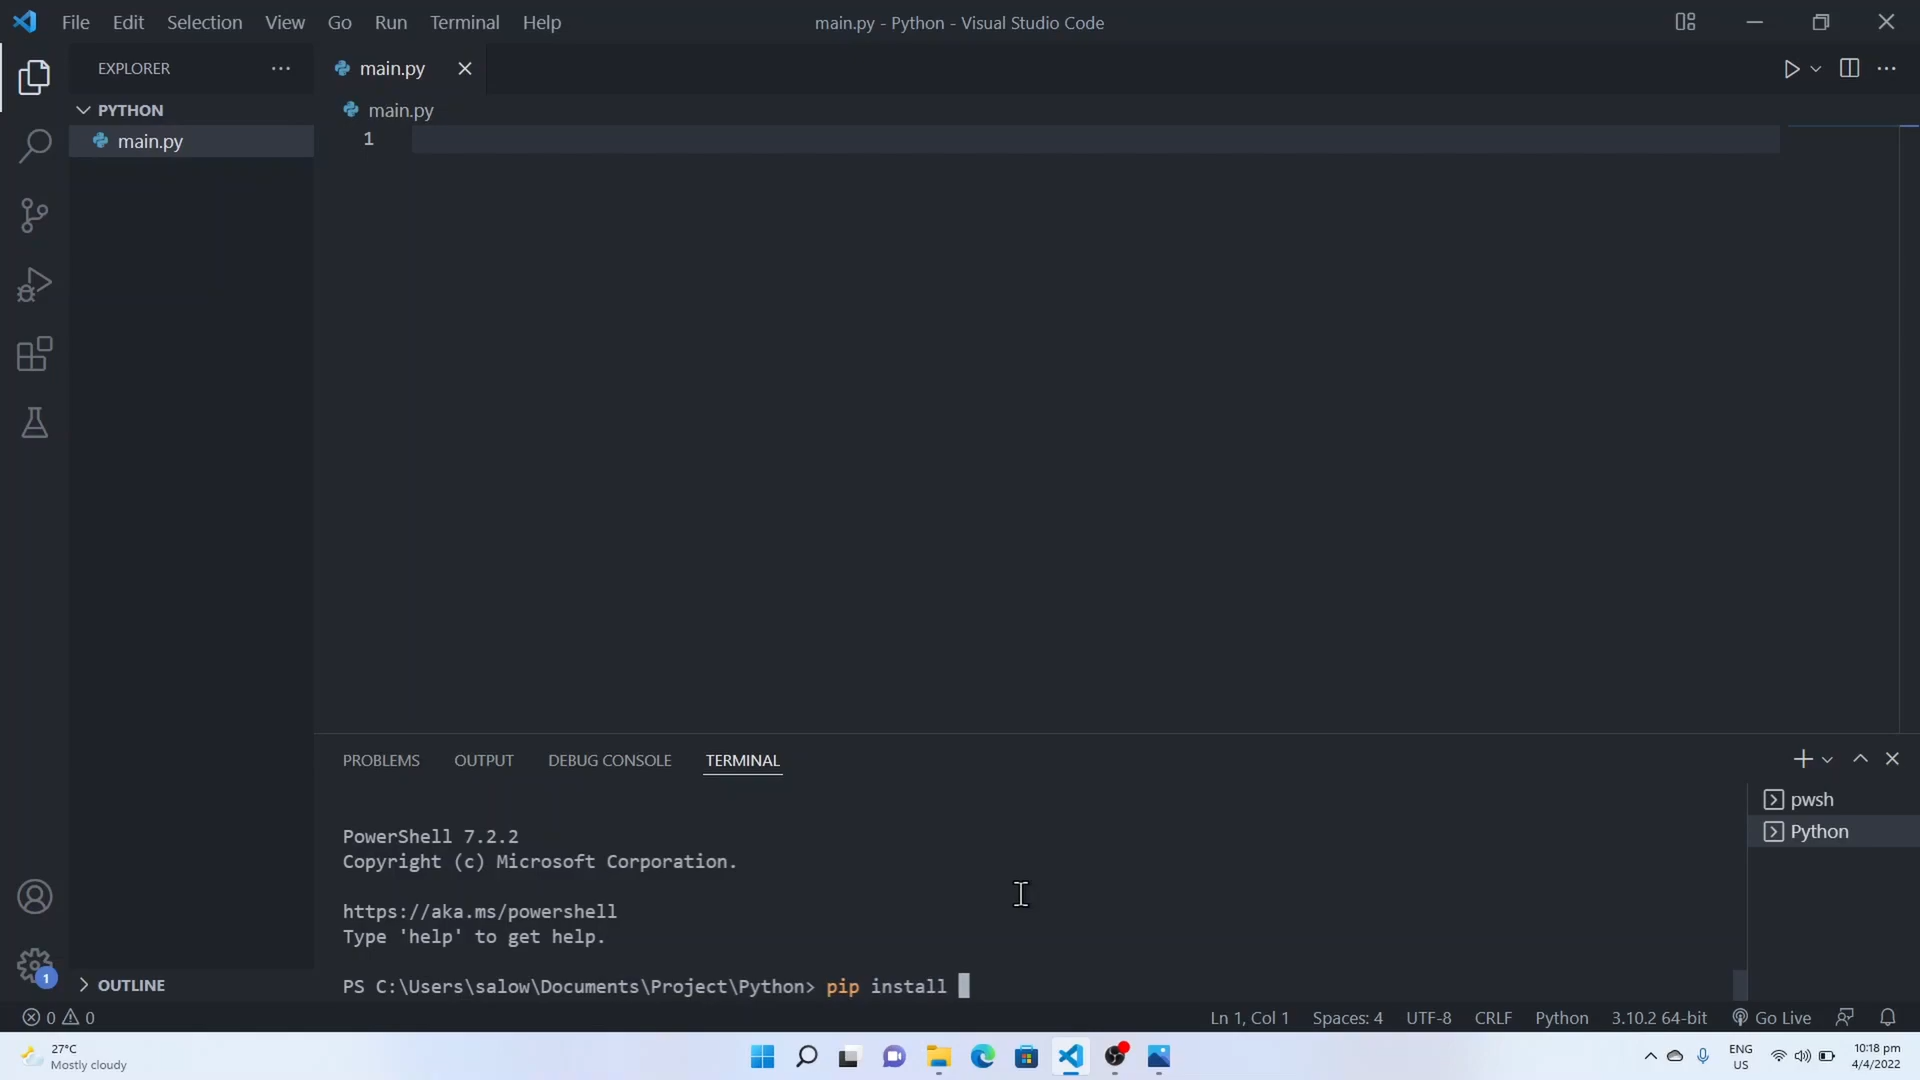 File Edit Selection View Go Run Terminal Help
main.py - Python - Visual Studio Code
EXPLORER
main.py
PYTHON
main.py
main.py
1
PROBLEMS OUTPUT DEBUG CONSOLE TERMINAL
pwsh
Python
PowerShell 7.2.2
Copyright (c) Microsoft Corporation.
https://aka.ms/powershell
Type 'help' to get help.
PS C:\Users\salow\Documents\Project\Python> pip install
1
OUTLINE
0 0
Ln 1, Col 1 Spaces: 4 UTF-8 CRLF Python 3.10.2 64-bit Go Live
27°C
Mostly cloudy
ENG
US
10:18 pm
4/4/2022